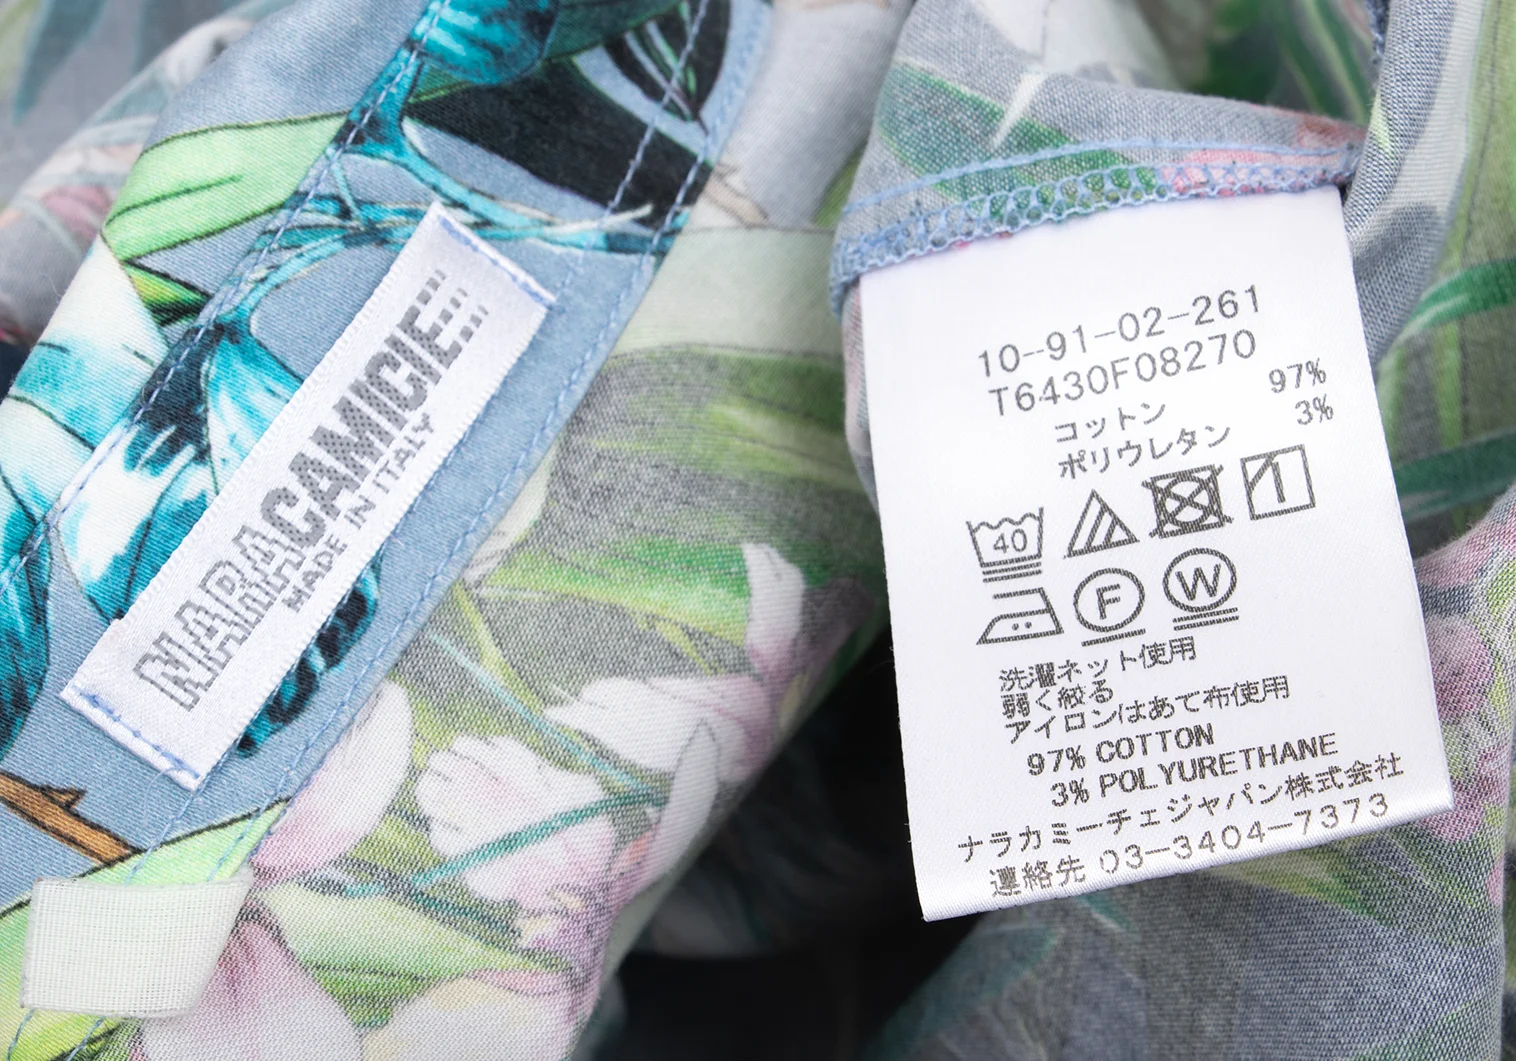 NARACAMICIE
MADE IN ITALY
10-91-02-261
T6430F08270
コットン 97%
ポリウレタン 3%
40
F W
洗濯ネット使用
弱く絞る
アイロンはあて布使用
97% COTTON
3% POLYURETHANE
ナラカミーチェジャパン株式会社
連絡先 03-3404-7373